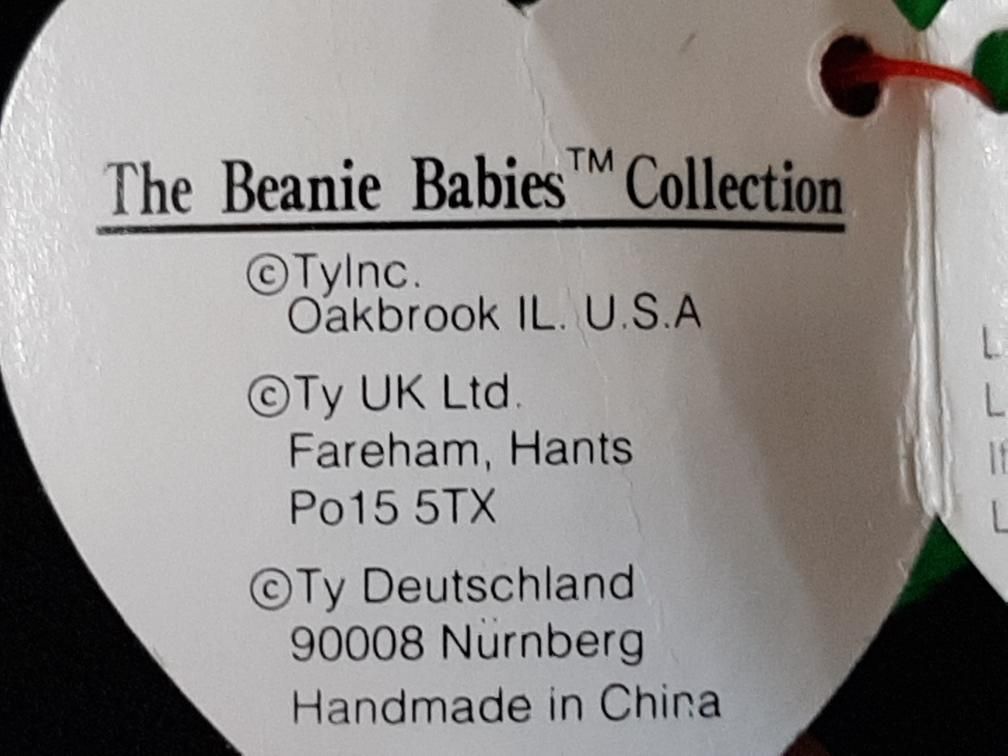 The Beanie Babies™ Collection
©TyInc.
Oakbrook IL. U.S.A
©Ty UK Ltd.
Fareham, Hants
Po15 5TX
©Ty Deutschland
90008 Nürnberg
Handmade in China